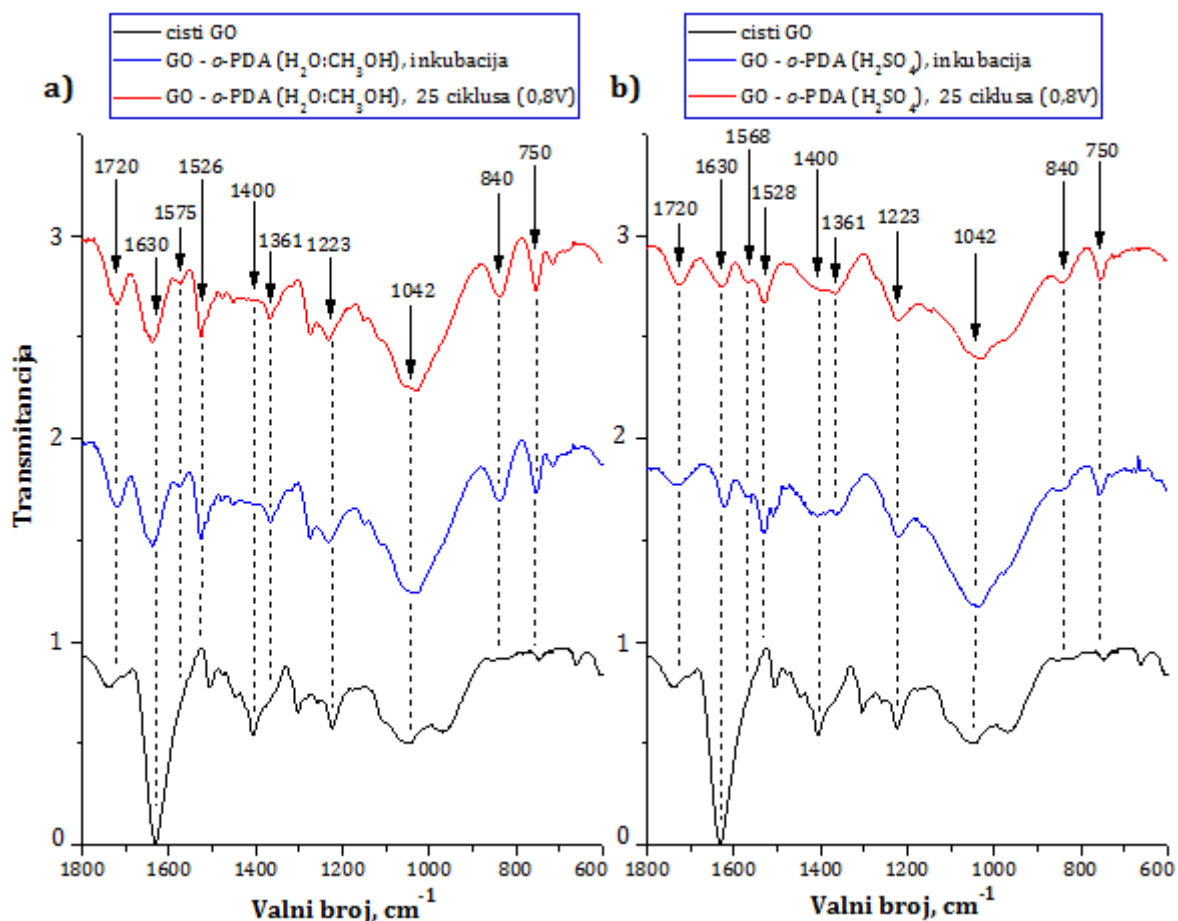 cisti GO
GO - o-PDA (H₂O:CH₃OH), inkubacija
GO - o-PDA (H₂O:CH₃OH), 25 ciklusa (0,8V)
a)
1720
1630
1575
1526
1400
1361
1223
1042
840
750
3
2
1
0
Transmitancija
1800 1600 1400 1200 1000 800 600
Valni broj, cm⁻¹
cisti GO
GO - o-PDA (H₂SO₄), inkubacija
GO - o-PDA (H₂SO₄), 25 ciklusa (0,8V)
b)
1720
1630
1568
1528
1400
1361
1223
1042
840
750
3
2
1
0
1800 1600 1400 1200 1000 800 600
Valni broj, cm⁻¹